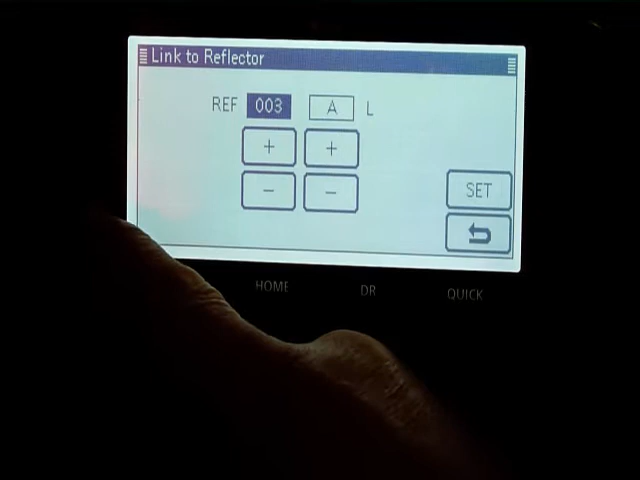 Link to Reflector
REF 003 A L
+ +
- -
SET
HOME DR QUICK